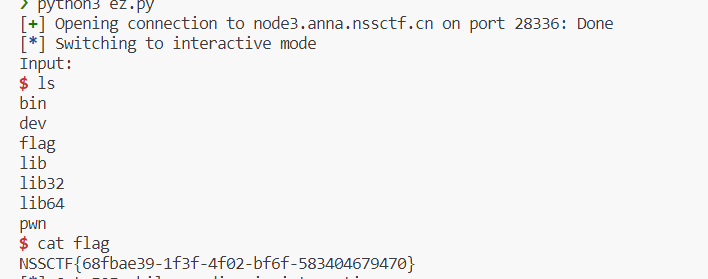 ❯ python3 ez.py
[+] Opening connection to node3.anna.nssctf.cn on port 28336: Done
[*] Switching to interactive mode
Input:
$ ls
bin
dev
flag
lib
lib32
lib64
pwn
$ cat flag
NSSCTF{68fbae39-1f3f-4f02-bf6f-583404679470}